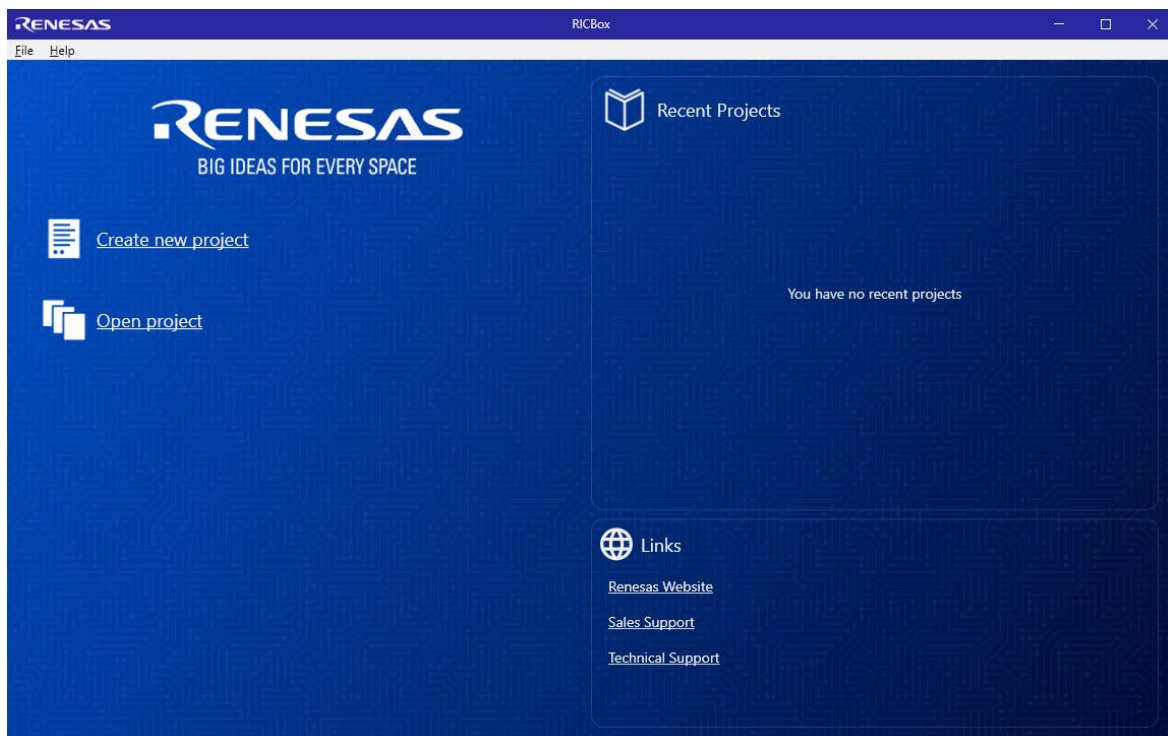 RENESAS
RICBox
File Help
RENESAS
BIG IDEAS FOR EVERY SPACE
Create new project
Open project
Recent Projects
You have no recent projects
Links
Renesas Website
Sales Support
Technical Support